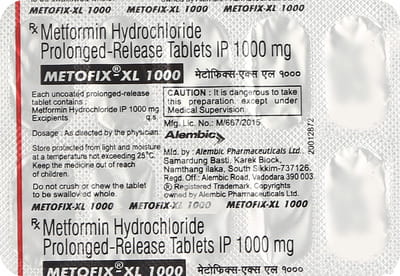 METOFIX-XL 1000 METOFIX-XL 1000 METOFIX-XL 1000
Rx Metformin Hydrochloride
Prolonged-Release Tablets IP 1000 mg
METOFIX®-XL 1000 मेटोफिक्स-एक्स एल १०००
Each uncoated prolonged-release
tablet contains :
Metformin Hydrochloride IP 1000 mg
Excipients q.s.
Dosage : As directed by the physician.
Store protected from light and moisture
at a temperature not exceeding 25°C.
Keep the medicine out of reach
of children.
Do not crush or chew the tablet
to be swallowed whole.
CAUTION : It is dangerous to take
this preparation except under
Medical Supervision.
Mfg. Lic. No.: M/667/2015
Alembic
Mfd. by : Alembic Pharmaceuticals Ltd.,
Samardung Basti, Karek Block,
Namthang Ilaka, South Sikkim-737126.
Regd. Off.: Alembic Road, Vadodara 390 003.
® Registered Trademark. Copyrights
owned by Alembic Pharmaceuticals Ltd..
20012872
METOFIX-XL 1000 METOFIX-XL 1000 METOFIX-XL 1000
Rx Metformin Hydrochloride
Prolonged-Release Tablets IP 1000 mg
METOFIX®-XL 1000 मेटोफिक्स-एक्स एल १०००